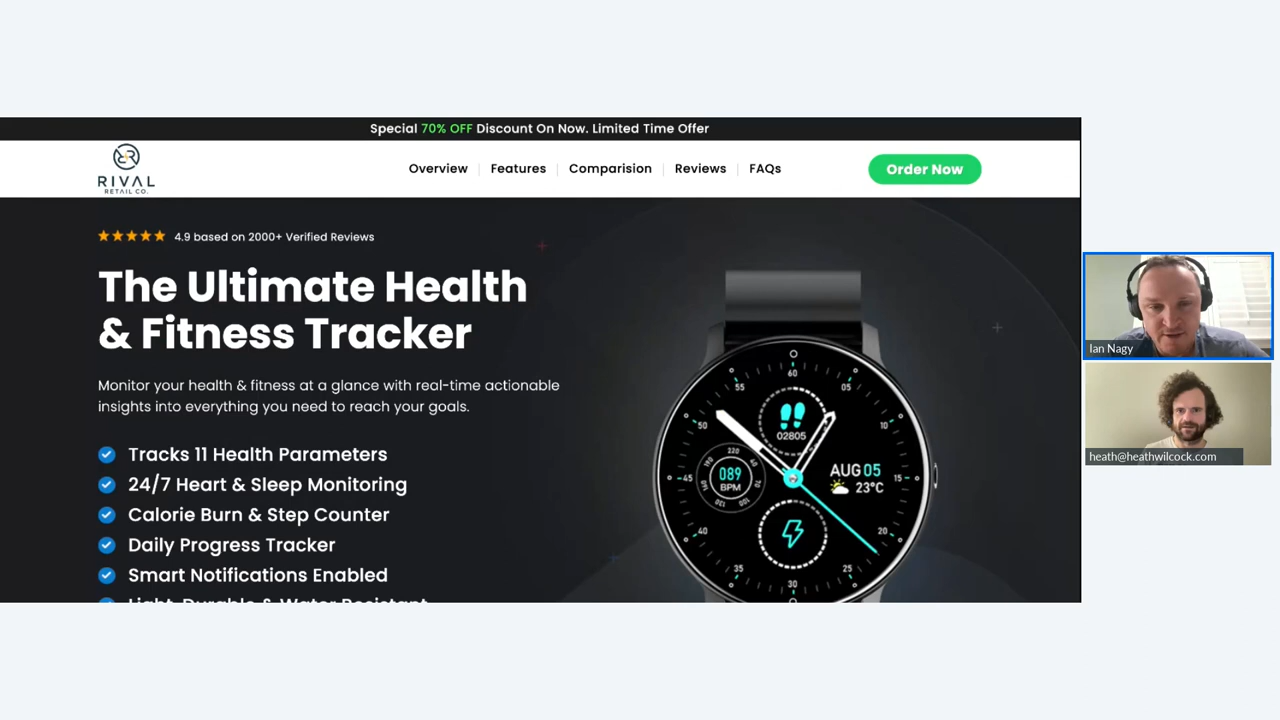 Special 70% OFF Discount On Now. Limited Time Offer
RIVAL
RETAIL CO.
Overview
Features
Comparision
Reviews
FAQs
Order Now
4.9 based on 2000+ Verified Reviews
The Ultimate Health
& Fitness Tracker
Monitor your health & fitness at a glance with real-time actionable
insights into everything you need to reach your goals.
Tracks 11 Health Parameters
24/7 Heart & Sleep Monitoring
Calorie Burn & Step Counter
Daily Progress Tracker
Smart Notifications Enabled
Light, Durable & Water Resistant
60
05
10
15
20
25
30
35
40
45
50
55
02805
089
BPM
AUG 05
23°C
Ian Nagy
heath@heathwilcock.com